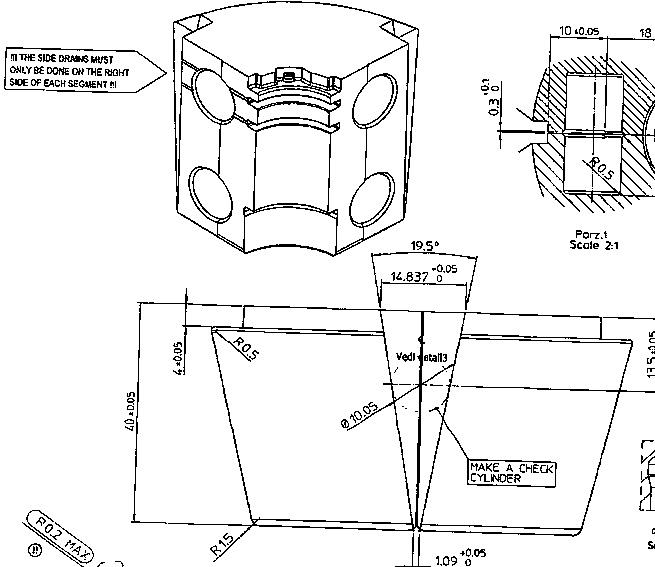 !!! THE SIDE DRAINS MUST
ONLY BE DONE ON THE RIGHT
SIDE OF EACH SEGMENT !!!
10 ±0.05
18
0.3 +0.1 0
R0.5
Parz.1
Scale 2:1
19.5°
14.837 +0.05 0
4 ±0.05
R0.5
40 ±0.05
Vedi
Ø 10.05
13.5 ±0.05
MAKE A CHECK
CYLINDER
R0.2 MAX
R1.5
1.09 +0.05 0